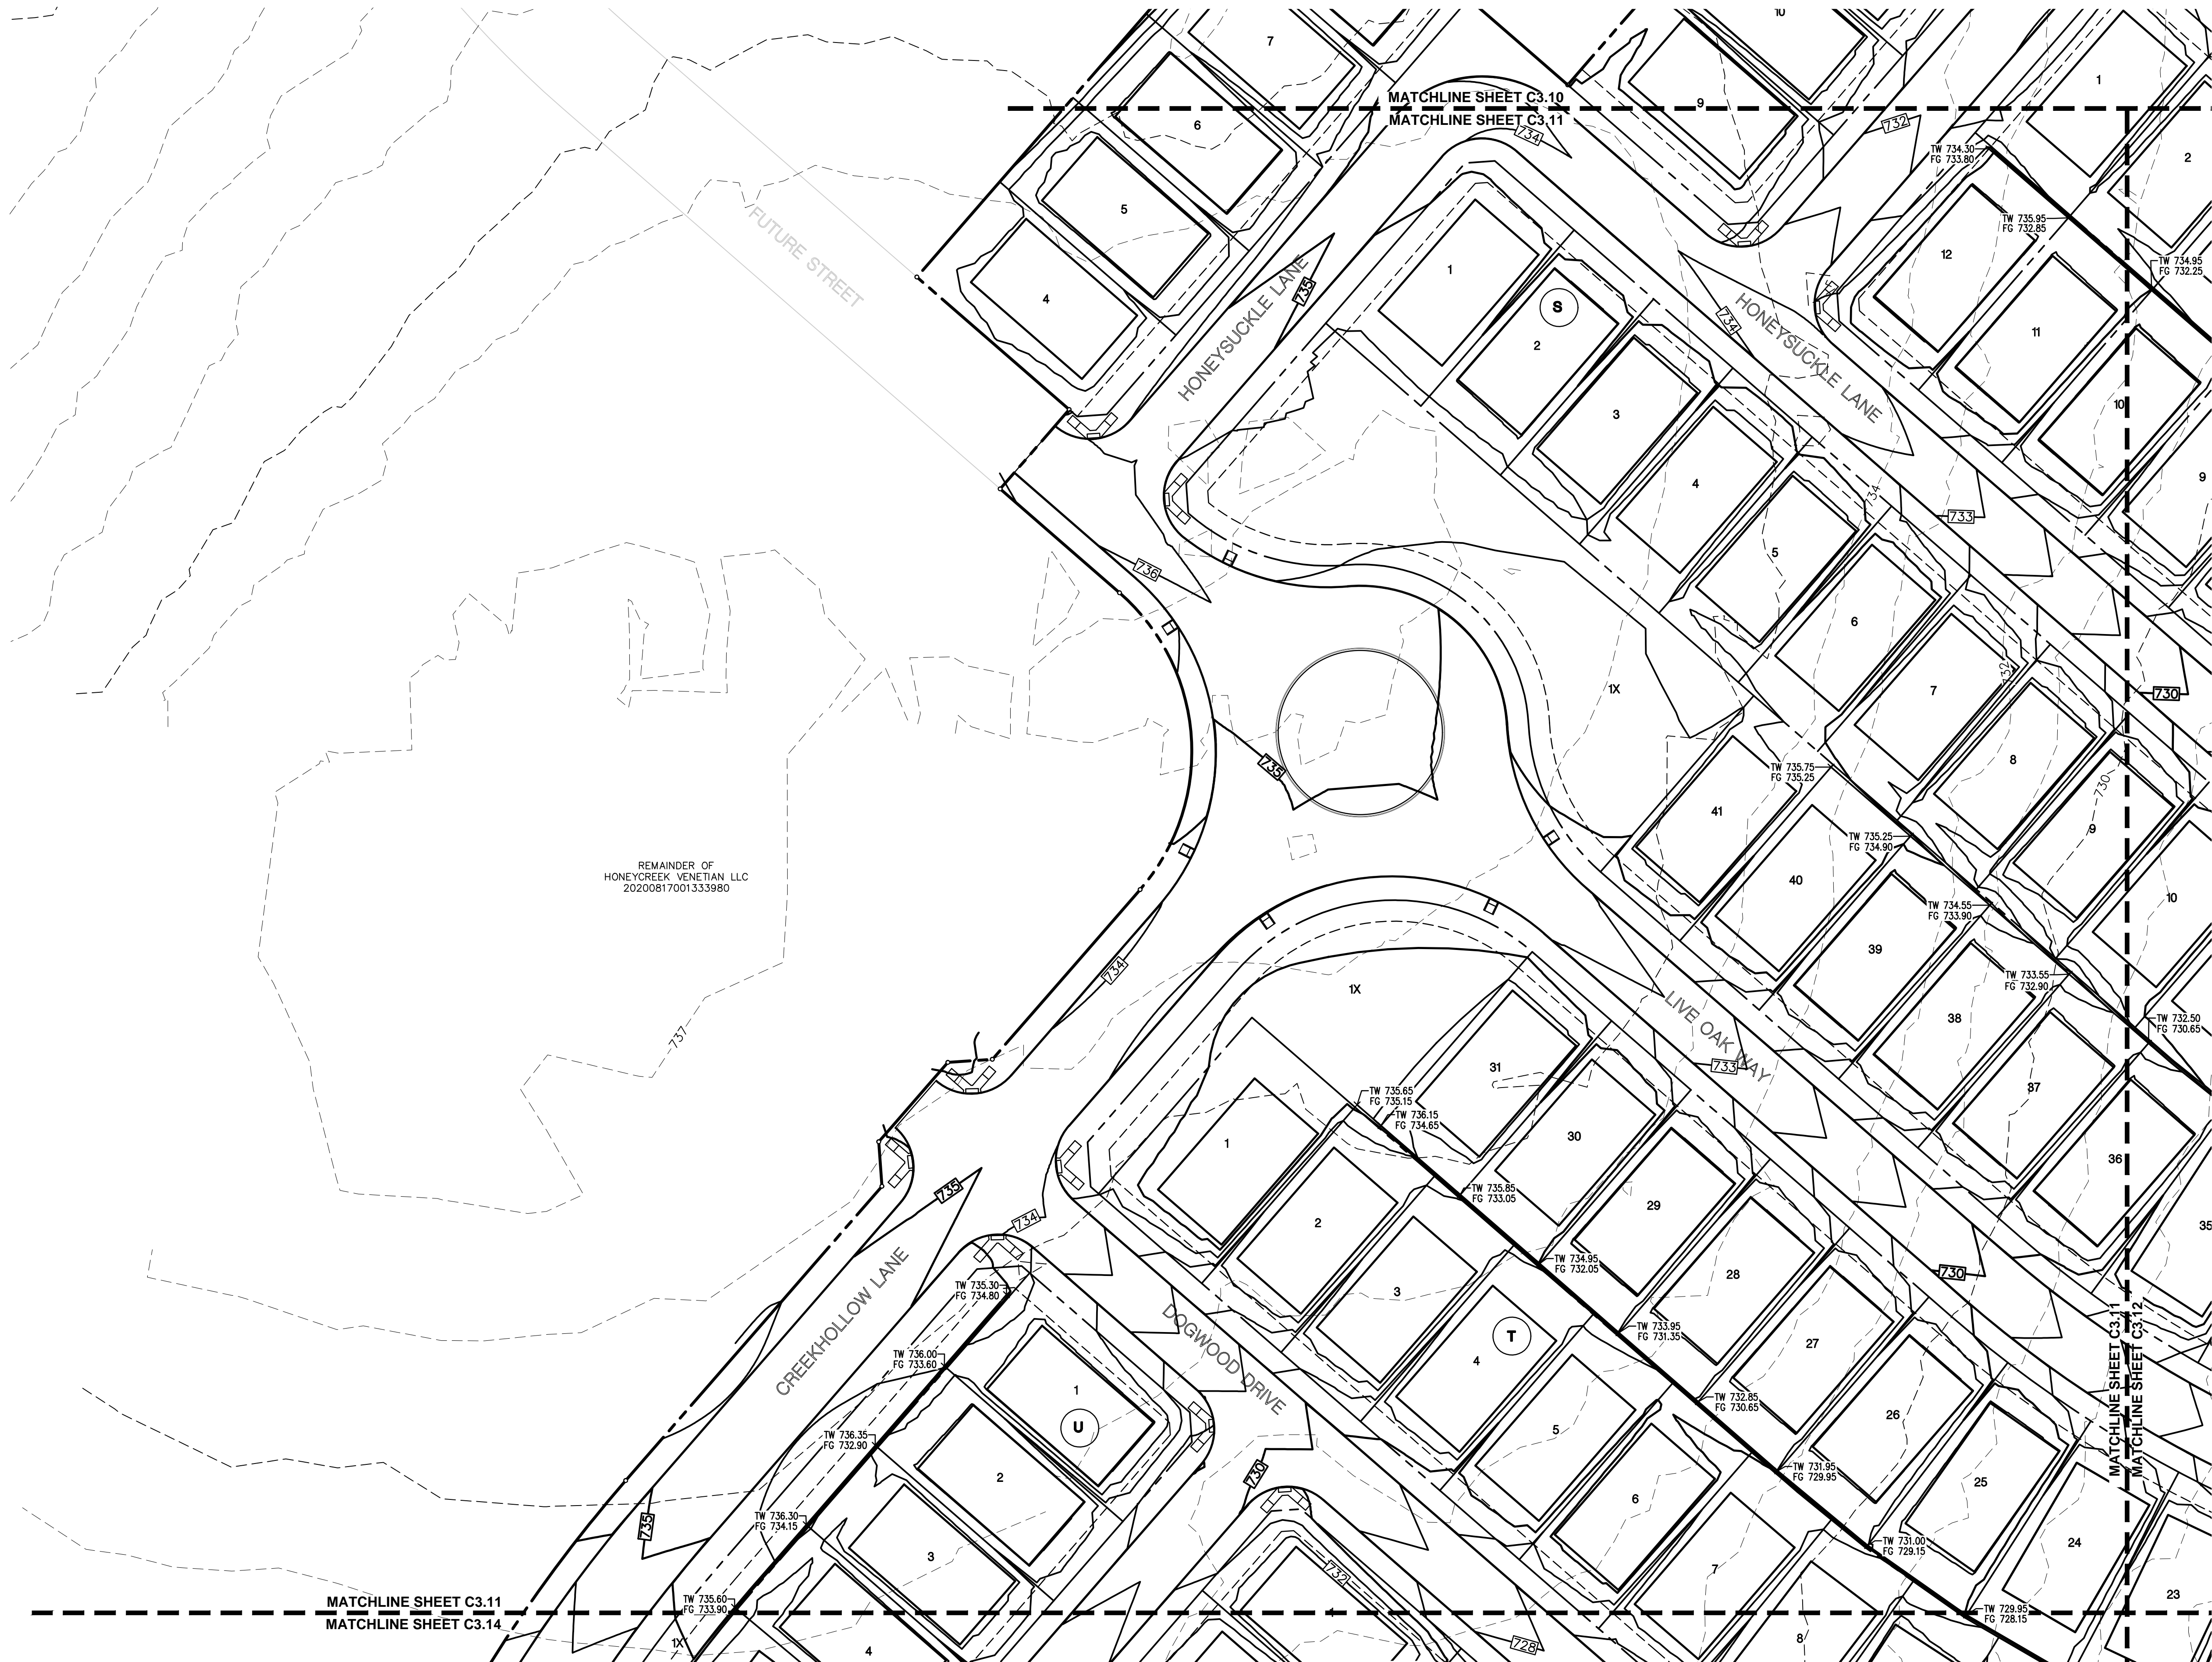 10
7
1
MATCHLINE SHEET C3.10
MATCHLINE SHEET C3.11
9
6
732
734
TW 734.30
FG 733.80
2
5
FUTURE STREET
TW 735.95
FG 732.85
12
TW 734.95
FG 732.25
1
4
HONEYSUCKLE LANE
735
S
734
HONEYSUCKLE LANE
11
2
10
3
9
4
734
733
5
736
6
1X
7
732
730
8
735
TW 735.75
FG 735.25
730
41
9
TW 735.25
FG 734.90
REMAINDER OF
HONEYCREEK VENETIAN LLC
20200817001333980
40
10
TW 734.55
FG 733.90
39
734
TW 733.55
FG 732.90
1X
LIVE OAK WAY
38
TW 732.50
FG 730.65
737
31
733
37
TW 735.65
FG 735.15
TW 736.15
FG 734.65
1
30
36
735
TW 735.85
FG 733.05
29
734
2
35
CREEKHOLLOW LANE
TW 734.95
FG 732.05
28
730
TW 735.30
FG 734.80
3
DOGWOOD DRIVE
T
TW 733.95
FG 731.35
27
MATCHLINE SHEET C3.11
MATCHLINE SHEET C3.12
TW 736.00
FG 733.60
4
1
U
TW 732.85
FG 730.65
26
5
TW 736.35
FG 732.90
730
TW 731.95
FG 729.95
2
25
6
735
TW 736.30
FG 734.15
TW 731.00
FG 729.15
24
3
7
732
23
MATCHLINE SHEET C3.11
MATCHLINE SHEET C3.14
TW 735.60
FG 733.90
1
TW 729.95
FG 728.15
1X
4
728
8